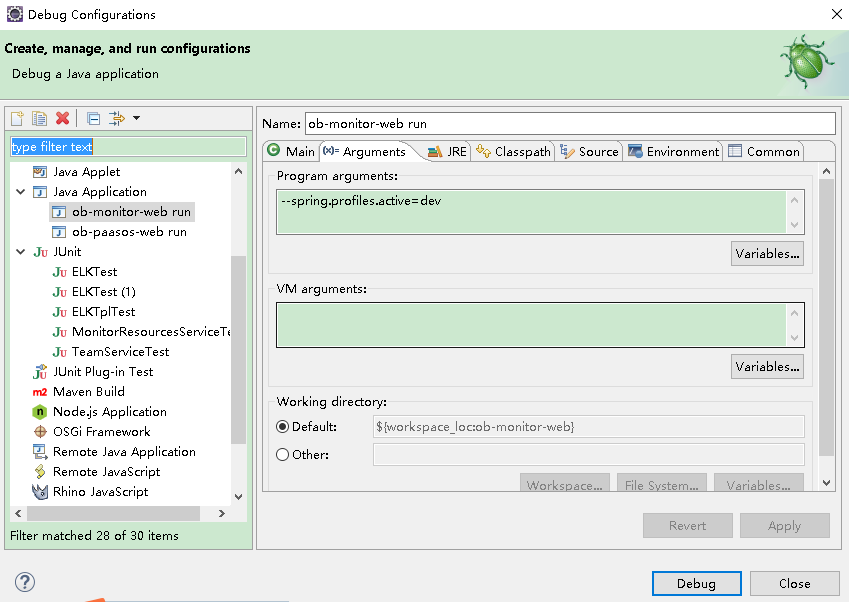 Debug Configurations
Create, manage, and run configurations
Debug a Java application
type filter text
Java Applet
Java Application
ob-monitor-web run
ob-paasos-web run
JUnit
ELKTest
ELKTest (1)
ELKTplTest
MonitorResourcesServiceTe
TeamServiceTest
JUnit Plug-in Test
Maven Build
Node.js Application
OSGi Framework
Remote Java Application
Remote JavaScript
Rhino JavaScript
Filter matched 28 of 30 items
Name: ob-monitor-web run
Main (x)= Arguments JRE Classpath Source Environment Common
Program arguments:
--spring.profiles.active=dev
Variables...
VM arguments:
Variables...
Working directory:
Default: ${workspace_loc:ob-monitor-web}
Other:
Workspace... File System... Variables...
Revert Apply
Debug Close